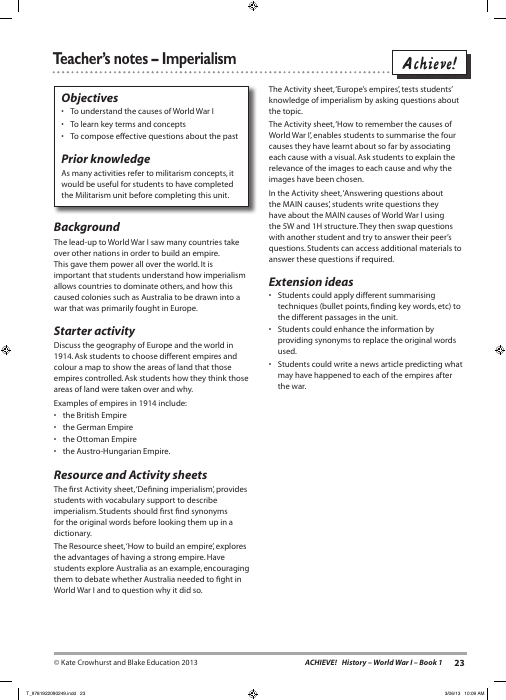 Teacher's notes – Imperialism
Achieve!
Objectives
• To understand the causes of World War I
• To learn key terms and concepts
• To compose effective questions about the past
Prior knowledge
As many activities refer to militarism concepts, it
would be useful for students to have completed
the Militarism unit before completing this unit.
Background
The lead-up to World War I saw many countries take
over other nations in order to build an empire.
This gave them power all over the world. It is
important that students understand how imperialism
allows countries to dominate others, and how this
caused colonies such as Australia to be drawn into a
war that was primarily fought in Europe.
Starter activity
Discuss the geography of Europe and the world in
1914. Ask students to choose different empires and
colour a map to show the areas of land that those
empires controlled. Ask students how they think those
areas of land were taken over and why.
Examples of empires in 1914 include:
• the British Empire
• the German Empire
• the Ottoman Empire
• the Austro-Hungarian Empire.
Resource and Activity sheets
The first Activity sheet, 'Defining imperialism', provides
students with vocabulary support to describe
imperialism. Students should first find synonyms
for the original words before looking them up in a
dictionary.
The Resource sheet, 'How to build an empire', explores
the advantages of having a strong empire. Have
students explore Australia as an example, encouraging
them to debate whether Australia needed to fight in
World War I and to question why it did so.
The Activity sheet, 'Europe's empires', tests students'
knowledge of imperialism by asking questions about
the topic.
The Activity sheet, 'How to remember the causes of
World War I', enables students to summarise the four
causes they have learnt about so far by associating
each cause with a visual. Ask students to explain the
relevance of the images to each cause and why the
images have been chosen.
In the Activity sheet, 'Answering questions about
the MAIN causes', students write questions they
have about the MAIN causes of World War I using
the 5W and 1H structure. They then swap questions
with another student and try to answer their peer's
questions. Students can access additional materials to
answer these questions if required.
Extension ideas
• Students could apply different summarising
techniques (bullet points, finding key words, etc) to
the different passages in the unit.
• Students could enhance the information by
providing synonyms to replace the original words
used.
• Students could write a news article predicting what
may have happened to each of the empires after
the war.
© Kate Crowhurst and Blake Education 2013
ACHIEVE! History – World War I – Book 1 23
T_9781922090249.indd 23
3/06/13 10:09 AM